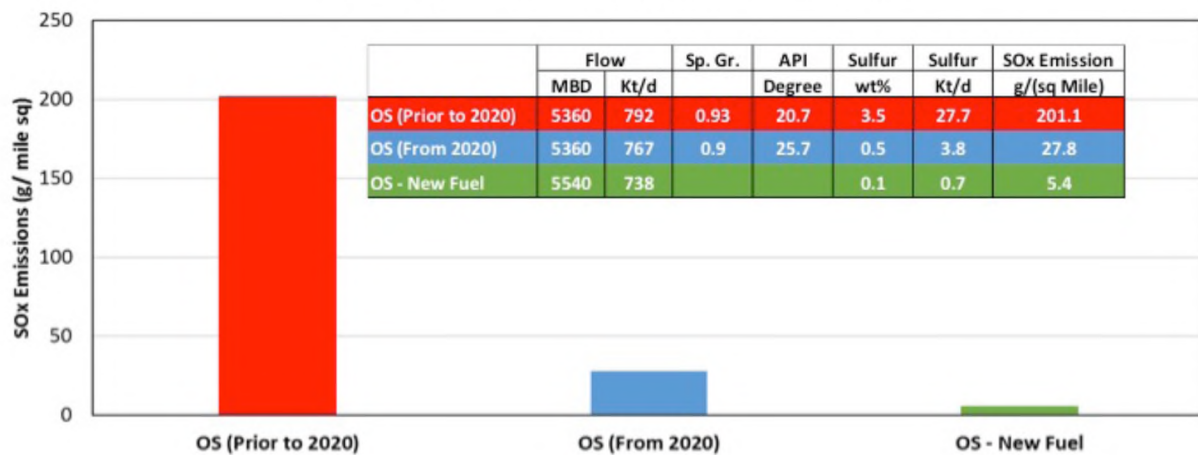 250
200
150
100
50
0
SOx Emissions (g/ mile sq)
Flow Sp. Gr. API Sulfur Sulfur SOx Emission
MBD Kt/d Degree wt% Kt/d g/(sq Mile)
OS (Prior to 2020) 5360 792 0.93 20.7 3.5 27.7 201.1
OS (From 2020) 5360 767 0.9 25.7 0.5 3.8 27.8
OS - New Fuel 5540 738 0.1 0.7 5.4
OS (Prior to 2020) OS (From 2020) OS - New Fuel